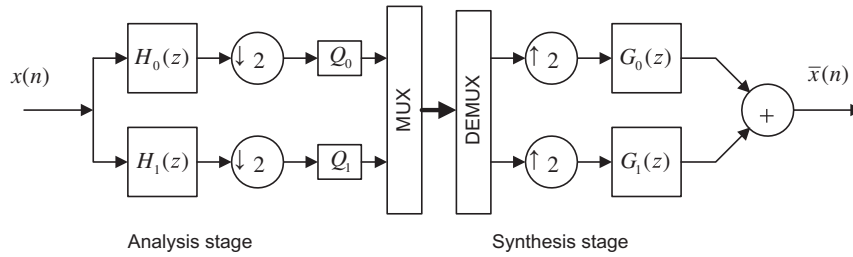 H₀(z) ↓ 2 Q₀ ↑ 2 G₀(z)
x(n) MUX DEMUX + x̅(n)
H₁(z) ↓ 2 Q₁ ↑ 2 G₁(z)
Analysis stage Synthesis stage